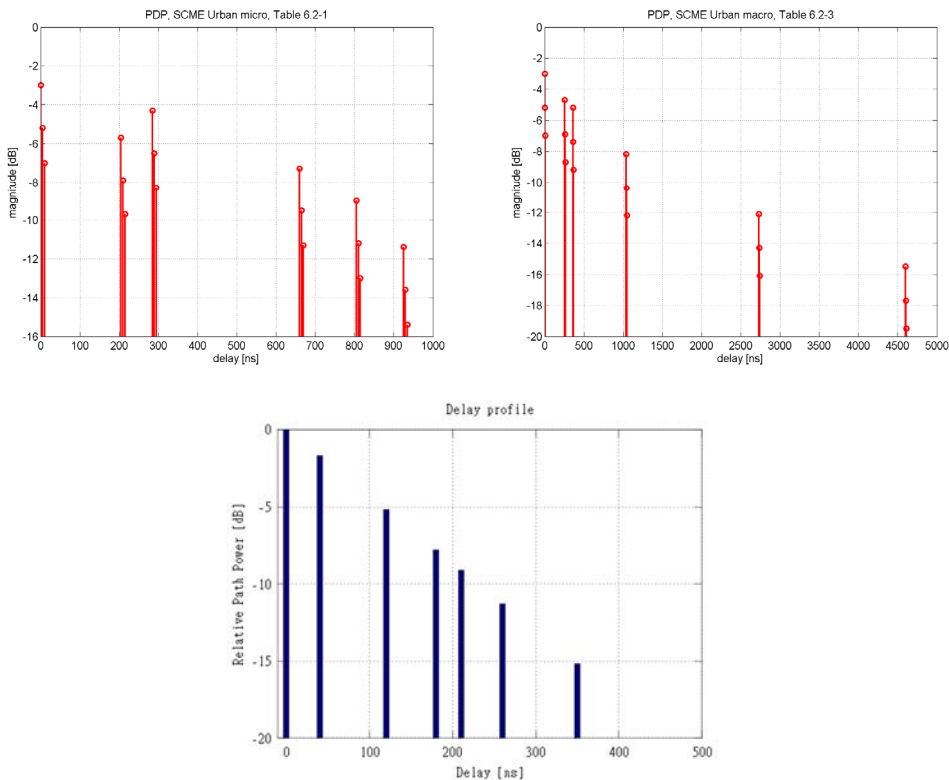 PDP, SCME Urban micro, Table 6.2-1
0
-2
-4
-6
-8
-10
-12
-14
-16
magnitude [dB]
0 100 200 300 400 500 600 700 800 900 1000
delay [ns]
PDP, SCME Urban macro, Table 6.2-3
0
-2
-4
-6
-8
-10
-12
-14
-16
-18
-20
magnitude [dB]
0 500 1000 1500 2000 2500 3000 3500 4000 4500 5000
delay [ns]
Delay profile
0
-5
-10
-15
-20
Relative Path Power [dB]
0 100 200 300 400 500
Delay [ns]